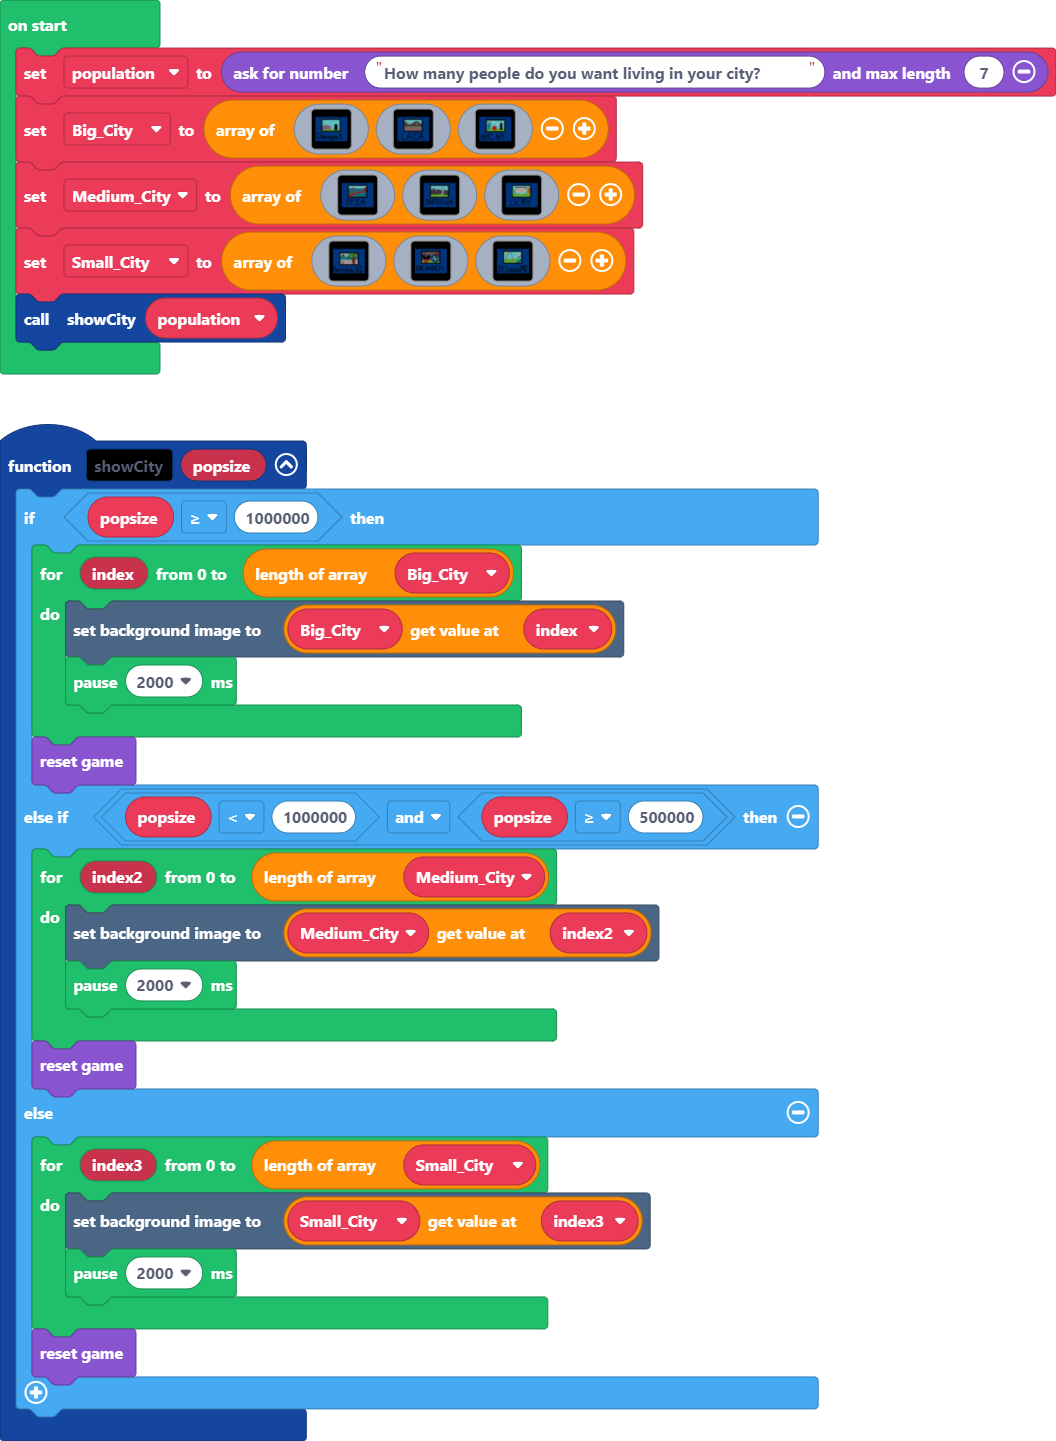 on start
set population to ask for number "How many people do you want living in your city?" and max length 7
set Big_City to array of
set Medium_City to array of
set Small_City to array of
call showCity population
function showCity popsize
if popsize ≥ 1000000 then
for index from 0 to length of array Big_City
do
set background image to Big_City get value at index
pause 2000 ms
reset game
else if popsize < 1000000 and popsize ≥ 500000 then
for index2 from 0 to length of array Medium_City
do
set background image to Medium_City get value at index2
pause 2000 ms
reset game
else
for index3 from 0 to length of array Small_City
do
set background image to Small_City get value at index3
pause 2000 ms
reset game